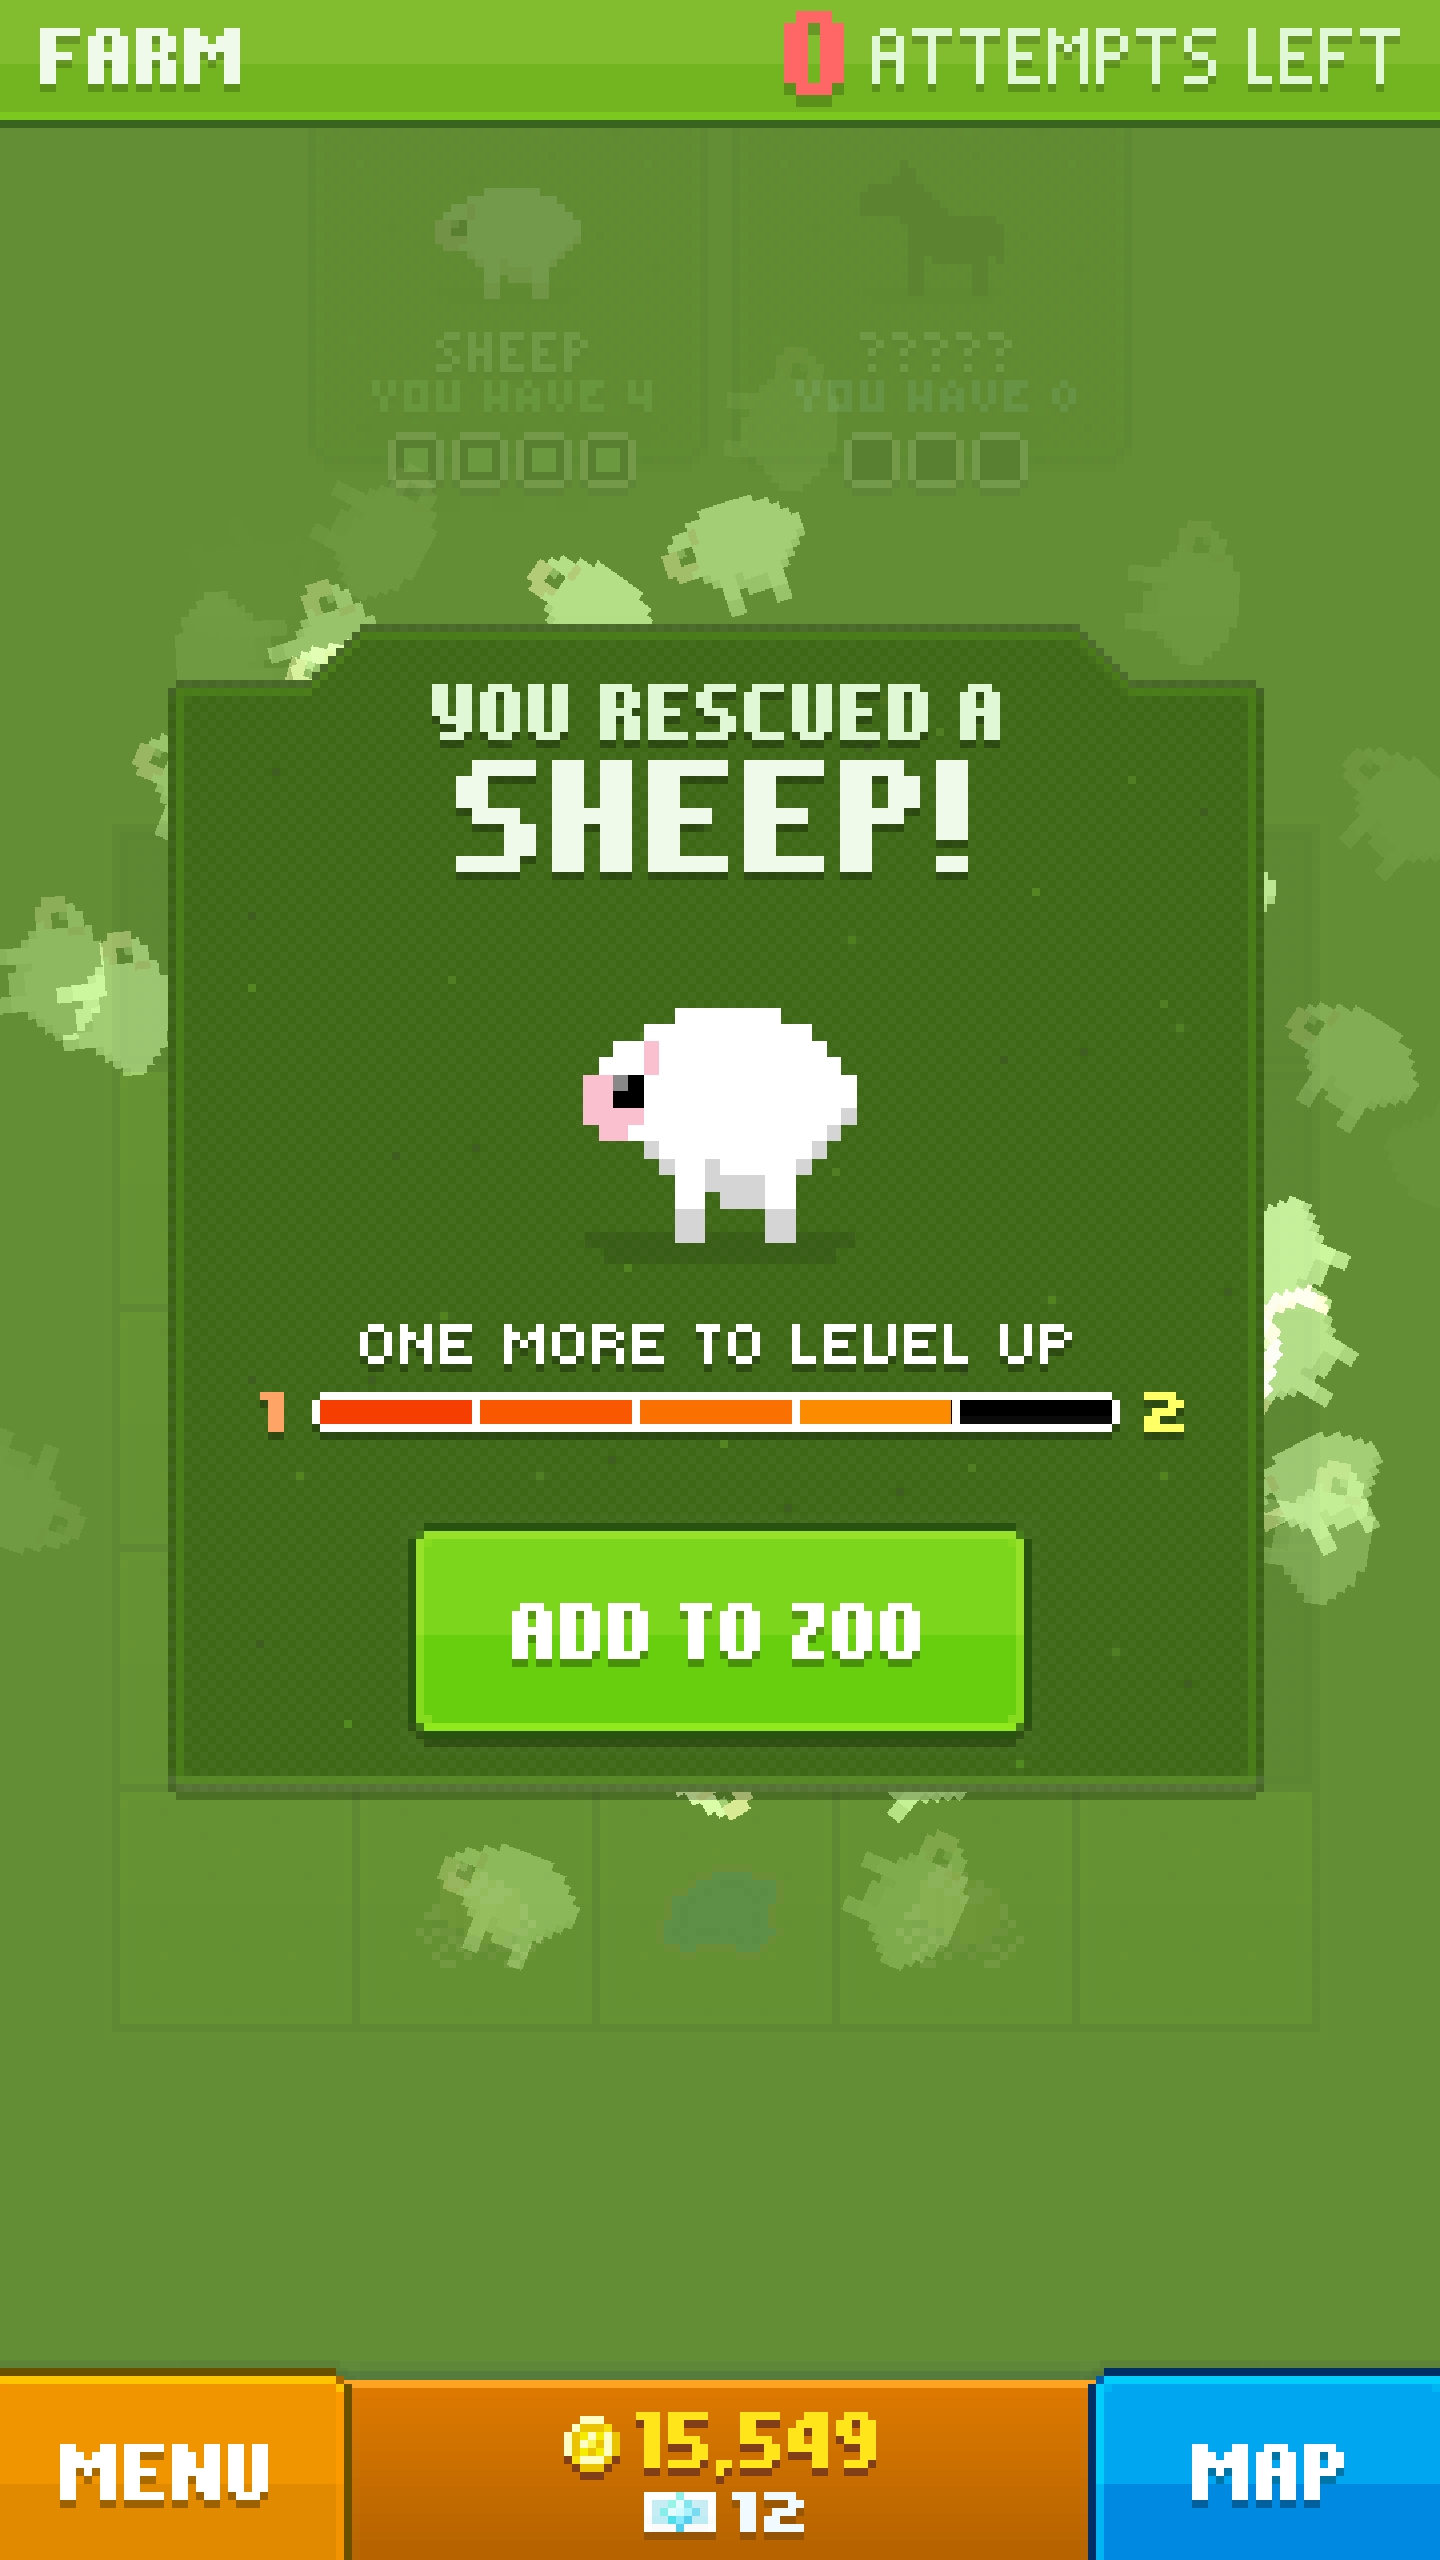 FARM
0 ATTEMPTS LEFT
SHEEP
YOU HAVE 4
?????
YOU HAVE 0
YOU RESCUED A
SHEEP!
ONE MORE TO LEVEL UP
1
2
ADD TO ZOO
MENU
15,549
12
MAP